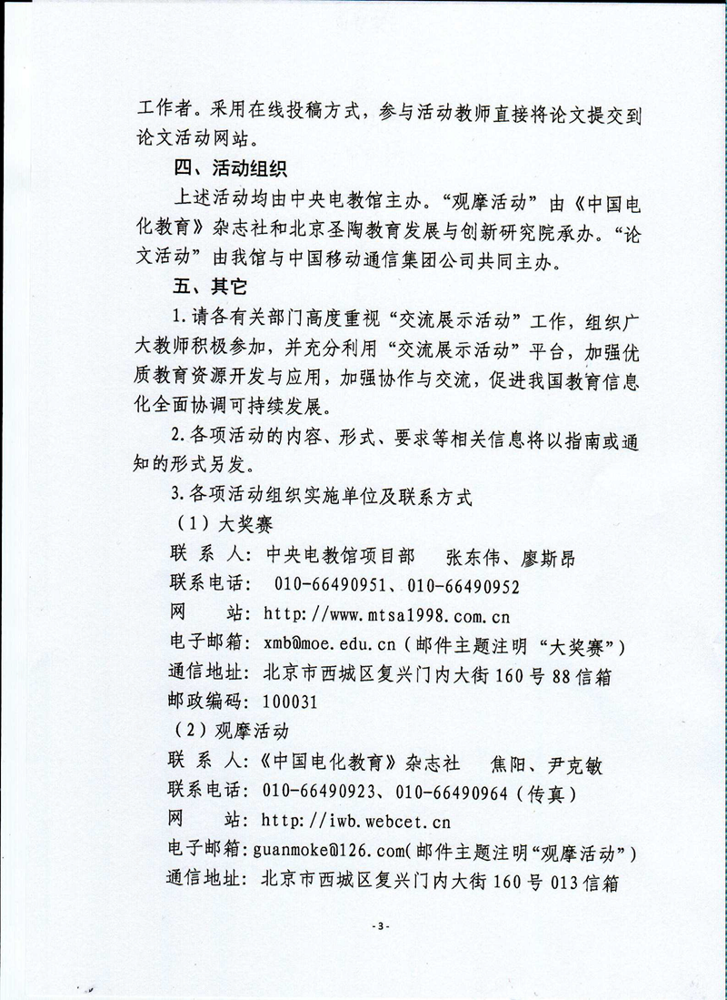 工作者。采用在线投稿方式，参与活动教师直接将论文提交到
论文活动网站。
四、活动组织
上述活动均由中央电教馆主办。“观摩活动”由《中国电
化教育》杂志社和北京圣陶教育发展与创新研究院承办。“论
文活动”由我馆与中国移动通信集团公司共同主办。
五、其它
1.请各有关部门高度重视“交流展示活动”工作，组织广
大教师积极参加，并充分利用“交流展示活动”平台，加强优
质教育资源开发与应用，加强协作与交流，促进我国教育信息
化全面协调可持续发展。
2.各项活动的内容、形式、要求等相关信息将以指南或通
知的形式另发。
3.各项活动组织实施单位及联系方式
（1）大奖赛
联 系 人：中央电教馆项目部 张东伟、廖斯昂
联系电话： 010-66490951、010-66490952
网 站：http://www.mtsa1998.com.cn
电子邮箱：xmb@moe.edu.cn（邮件主题注明“大奖赛”）
通信地址：北京市西城区复兴门内大街160号88信箱
邮政编码：100031
（2）观摩活动
联 系 人：《中国电化教育》杂志社 焦阳、尹克敏
联系电话：010-66490923、010-66490964（传真）
网 站：http://iwb.webcet.cn
电子邮箱:guanmoke@126.com(邮件主题注明“观摩活动”)
通信地址：北京市西城区复兴门内大街160号013信箱
-3-